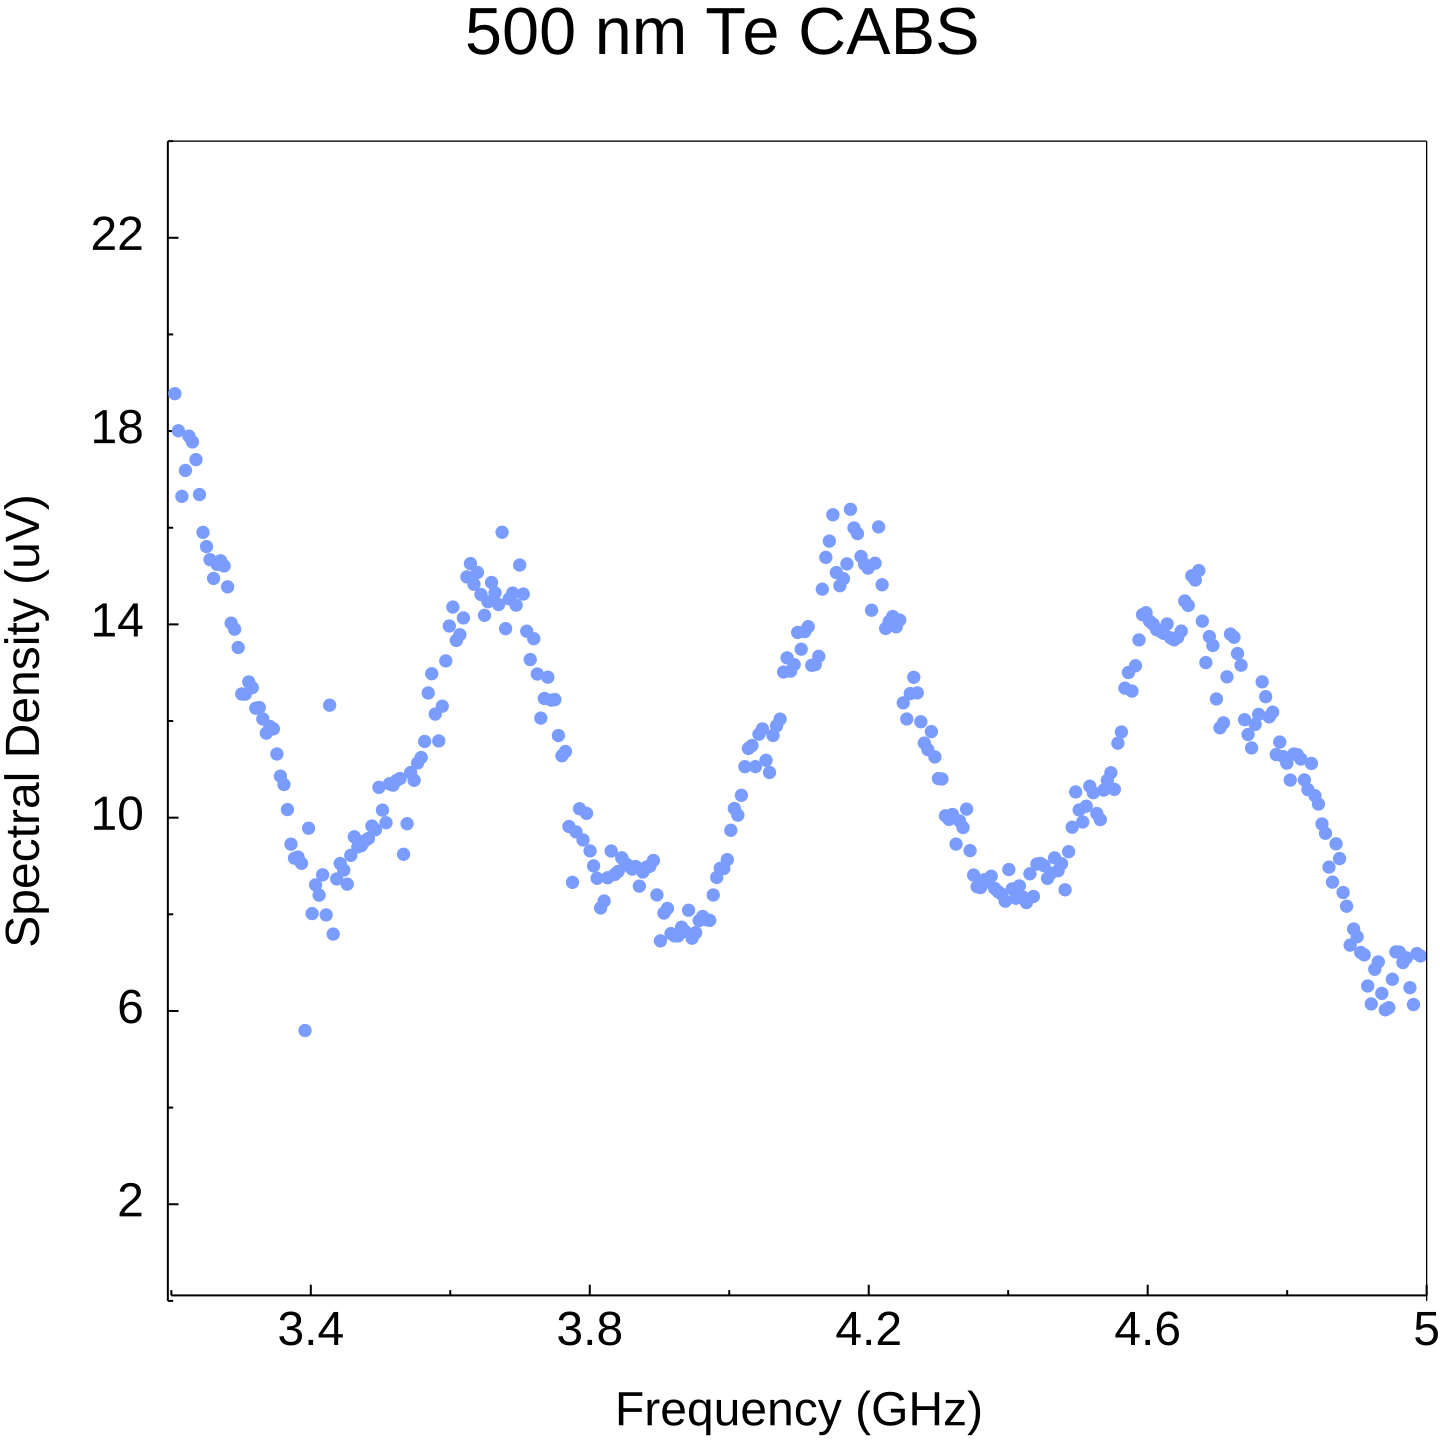 500 nm Te CABS
Spectral Density (uV)
22
18
14
10
6
2
3.4 3.8 4.2 4.6 5
Frequency (GHz)